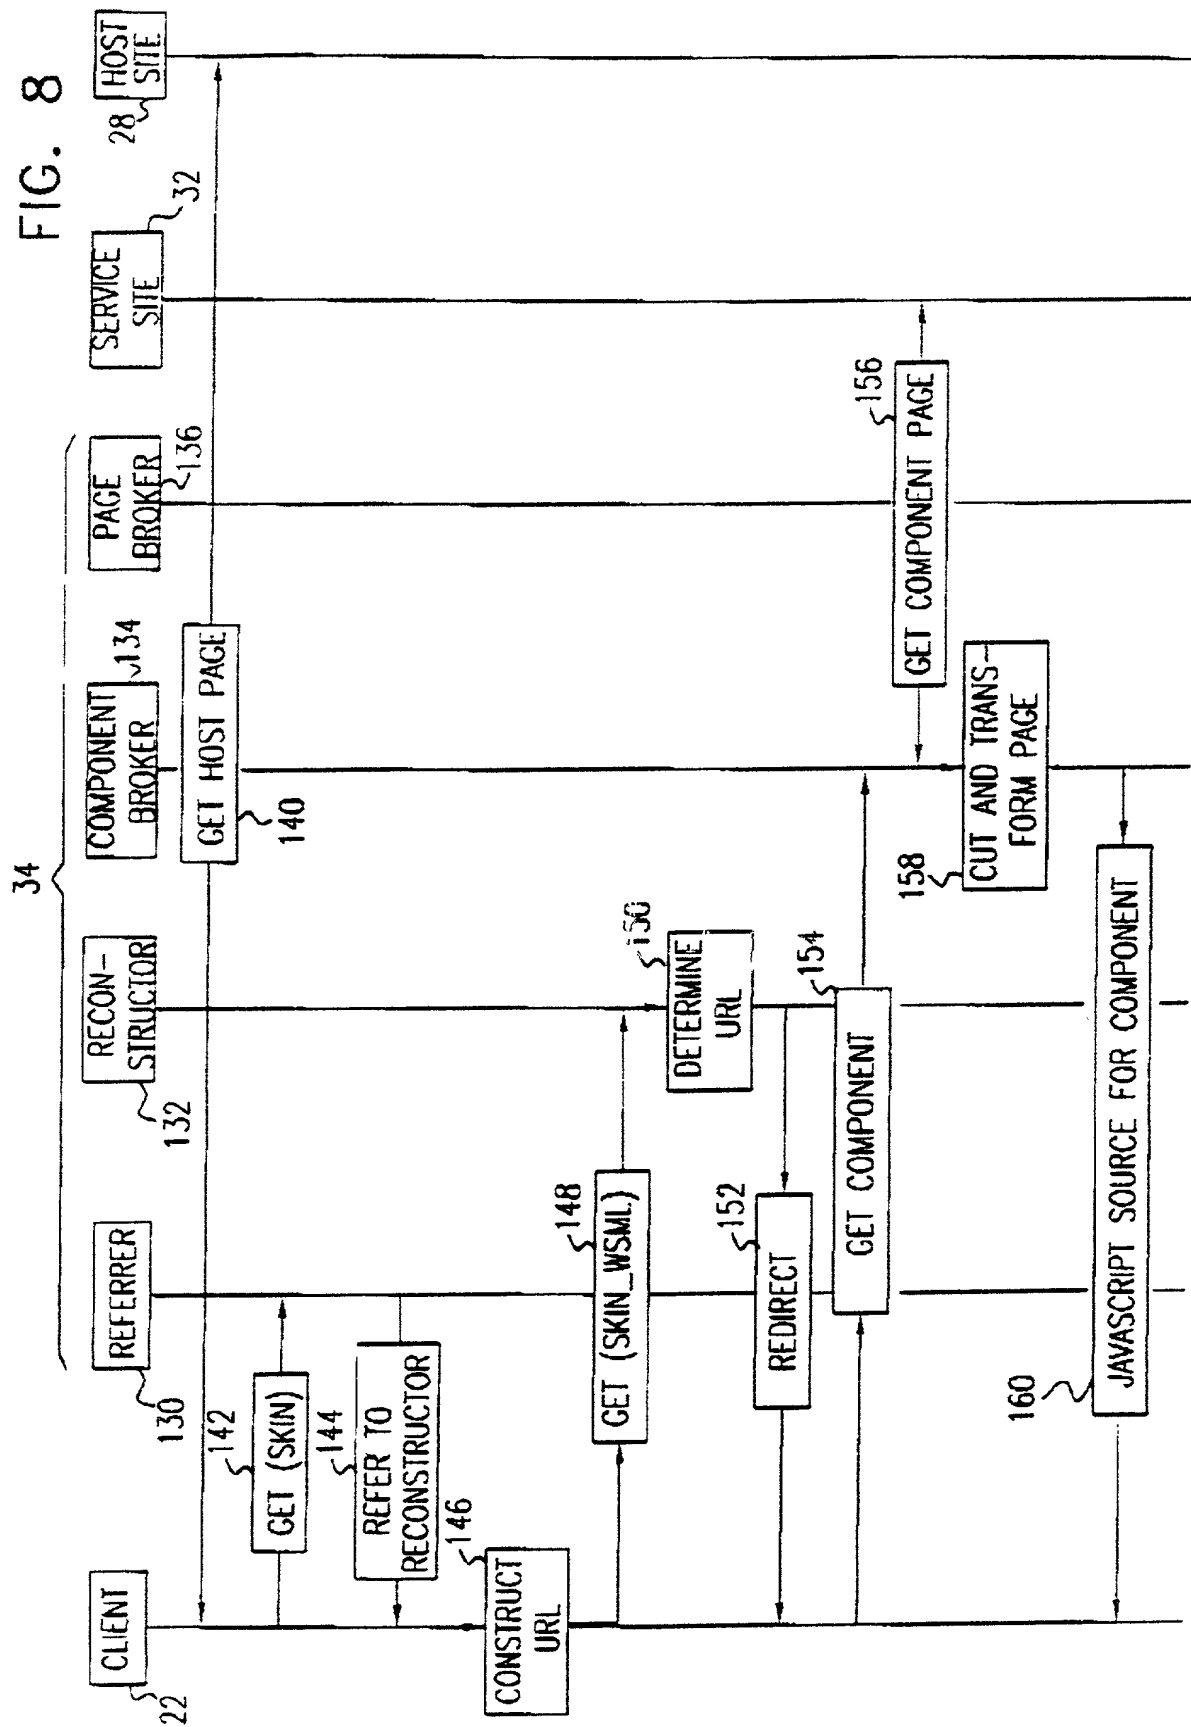 FIG. 8
34
CLIENT
22
REFERRER
130
RECON-
STRUCTOR
132
COMPONENT
BROKER
134
PAGE
BROKER
136
SERVICE
SITE
32
HOST
SITE
28
GET HOST PAGE
140
142
GET (SKIN)
144
REFER TO
RECONSTRUCTOR
146
CONSTRUCT
URL
148
GET (SKIN_WSML)
150
DETERMINE
URL
152
REDIRECT
154
GET COMPONENT
156
GET COMPONENT PAGE
158
CUT AND TRANS-
FORM PAGE
160
JAVASCRIPT SOURCE FOR COMPONENT